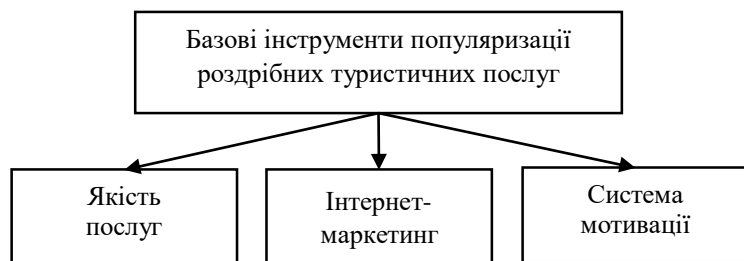 Базові інструменти популяризації
роздрібних туристичних послуг
Якість
послуг
Інтернет-
маркетинг
Система
мотивації